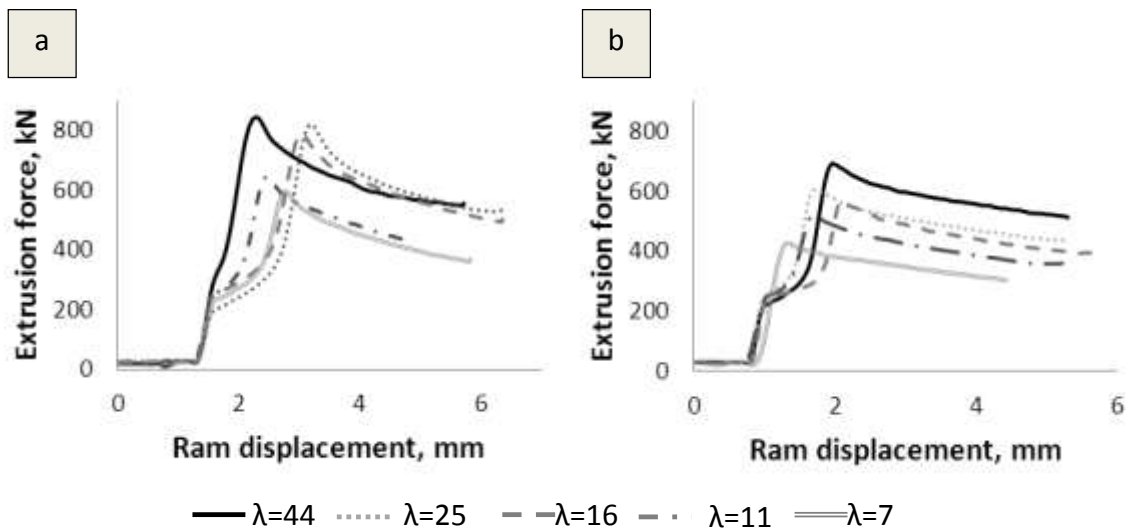 a
b
Extrusion force, kN
800
600
400
200
0
0 2 4 6
Ram displacement, mm
Extrusion force, kN
800
600
400
200
0
0 2 4 6
Ram displacement, mm
λ=44 λ=25 λ=16 λ=11 λ=7